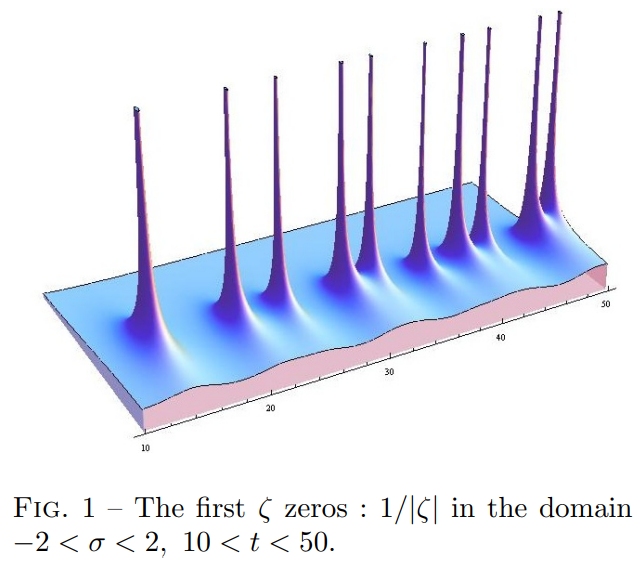 10
20
30
40
50
FIG. 1 – The first ζ zeros : 1/|ζ| in the domain
−2 < σ < 2, 10 < t < 50.